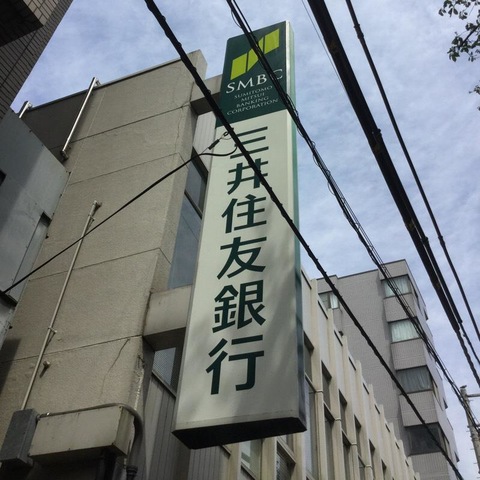 SMBC
SUMITOMO
MITSUI
BANKING
CORPORATION
三井住友銀行